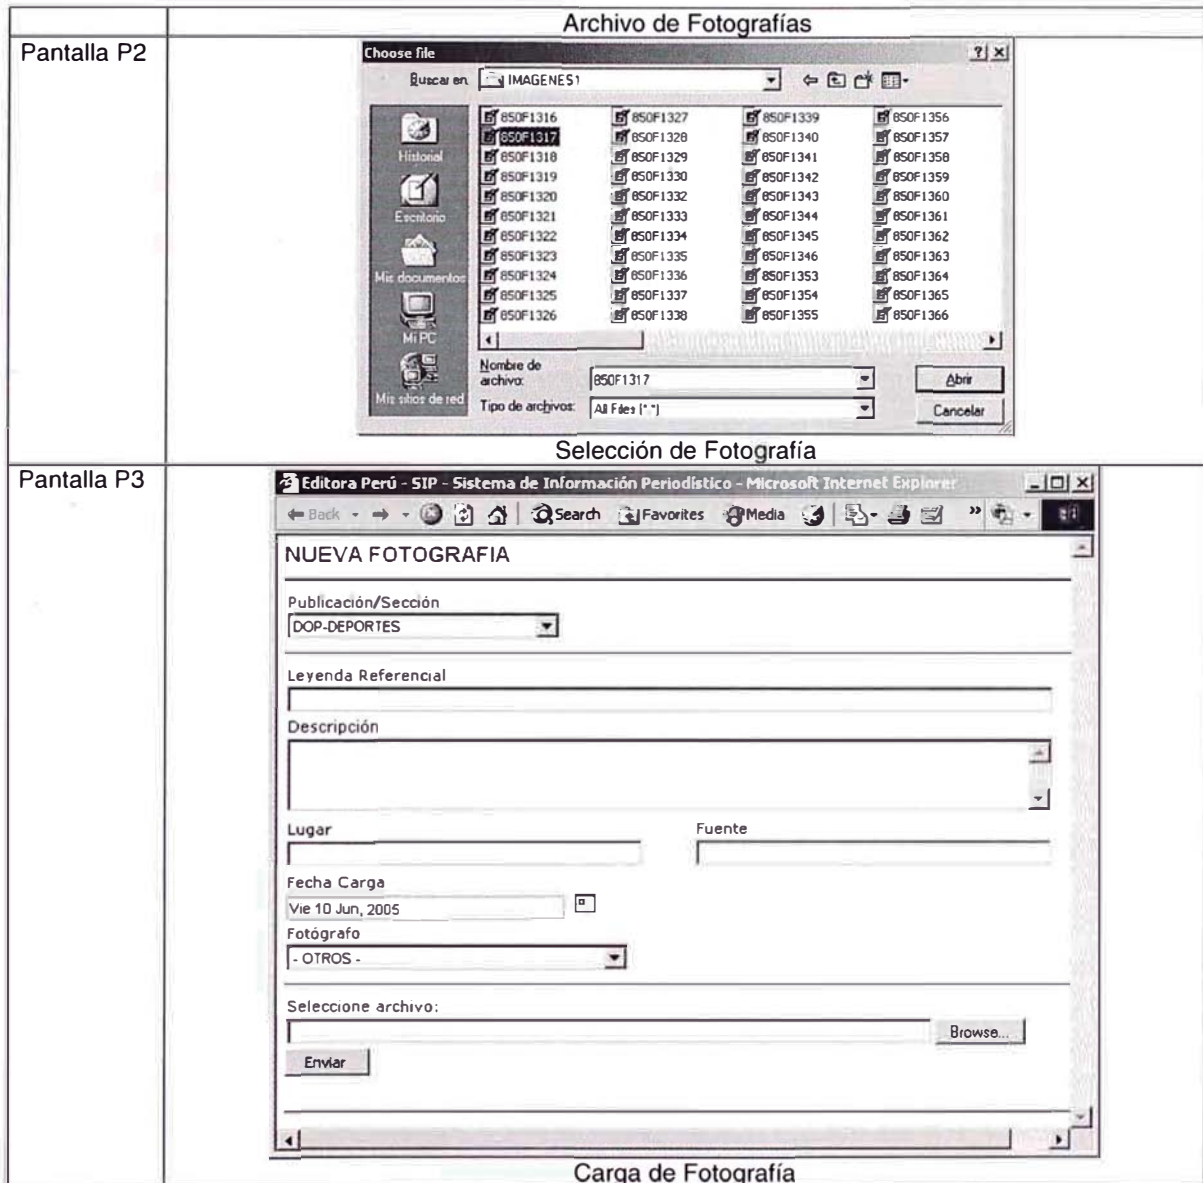 Archivo de Fotografías
Pantalla P2
Choose file
Buscar en
IMAGENES1
850F1316 850F1327 850F1339 850F1356
850F1317 850F1328 850F1340 850F1357
850F1318 850F1329 850F1341 850F1358
850F1319 850F1330 850F1342 850F1359
850F1320 850F1332 850F1343 850F1360
850F1321 850F1333 850F1344 850F1361
850F1322 850F1334 850F1345 850F1362
850F1323 850F1335 850F1346 850F1363
850F1324 850F1336 850F1353 850F1364
850F1325 850F1337 850F1354 850F1365
850F1326 850F1338 850F1355 850F1366
Historial
Escritorio
Mis documentos
Mi PC
Mis sitios de red
Nombre de archivo: 850F1317 Abrir
Tipo de archivos: All Files (*.*) Cancelar
Selección de Fotografía
Pantalla P3
Editora Perú - SIP - Sistema de Información Periodístico - Microsoft Internet Explorer
Back Search Favorites Media »
NUEVA FOTOGRAFIA
Publicación/Sección
DOP-DEPORTES
Leyenda Referencial
Descripción
Lugar Fuente
Fecha Carga
Vie 10 Jun, 2005
Fotógrafo
- OTROS -
Seleccione archivo:
Browse...
Enviar
Carga de Fotografía